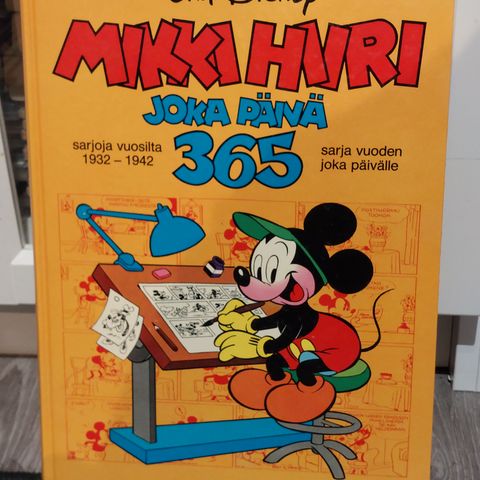 MIKKI HIIRI
JOKA PÄIVÄ
365
sarjoja vuosilta
1932 – 1942
sarja vuoden
joka päivälle